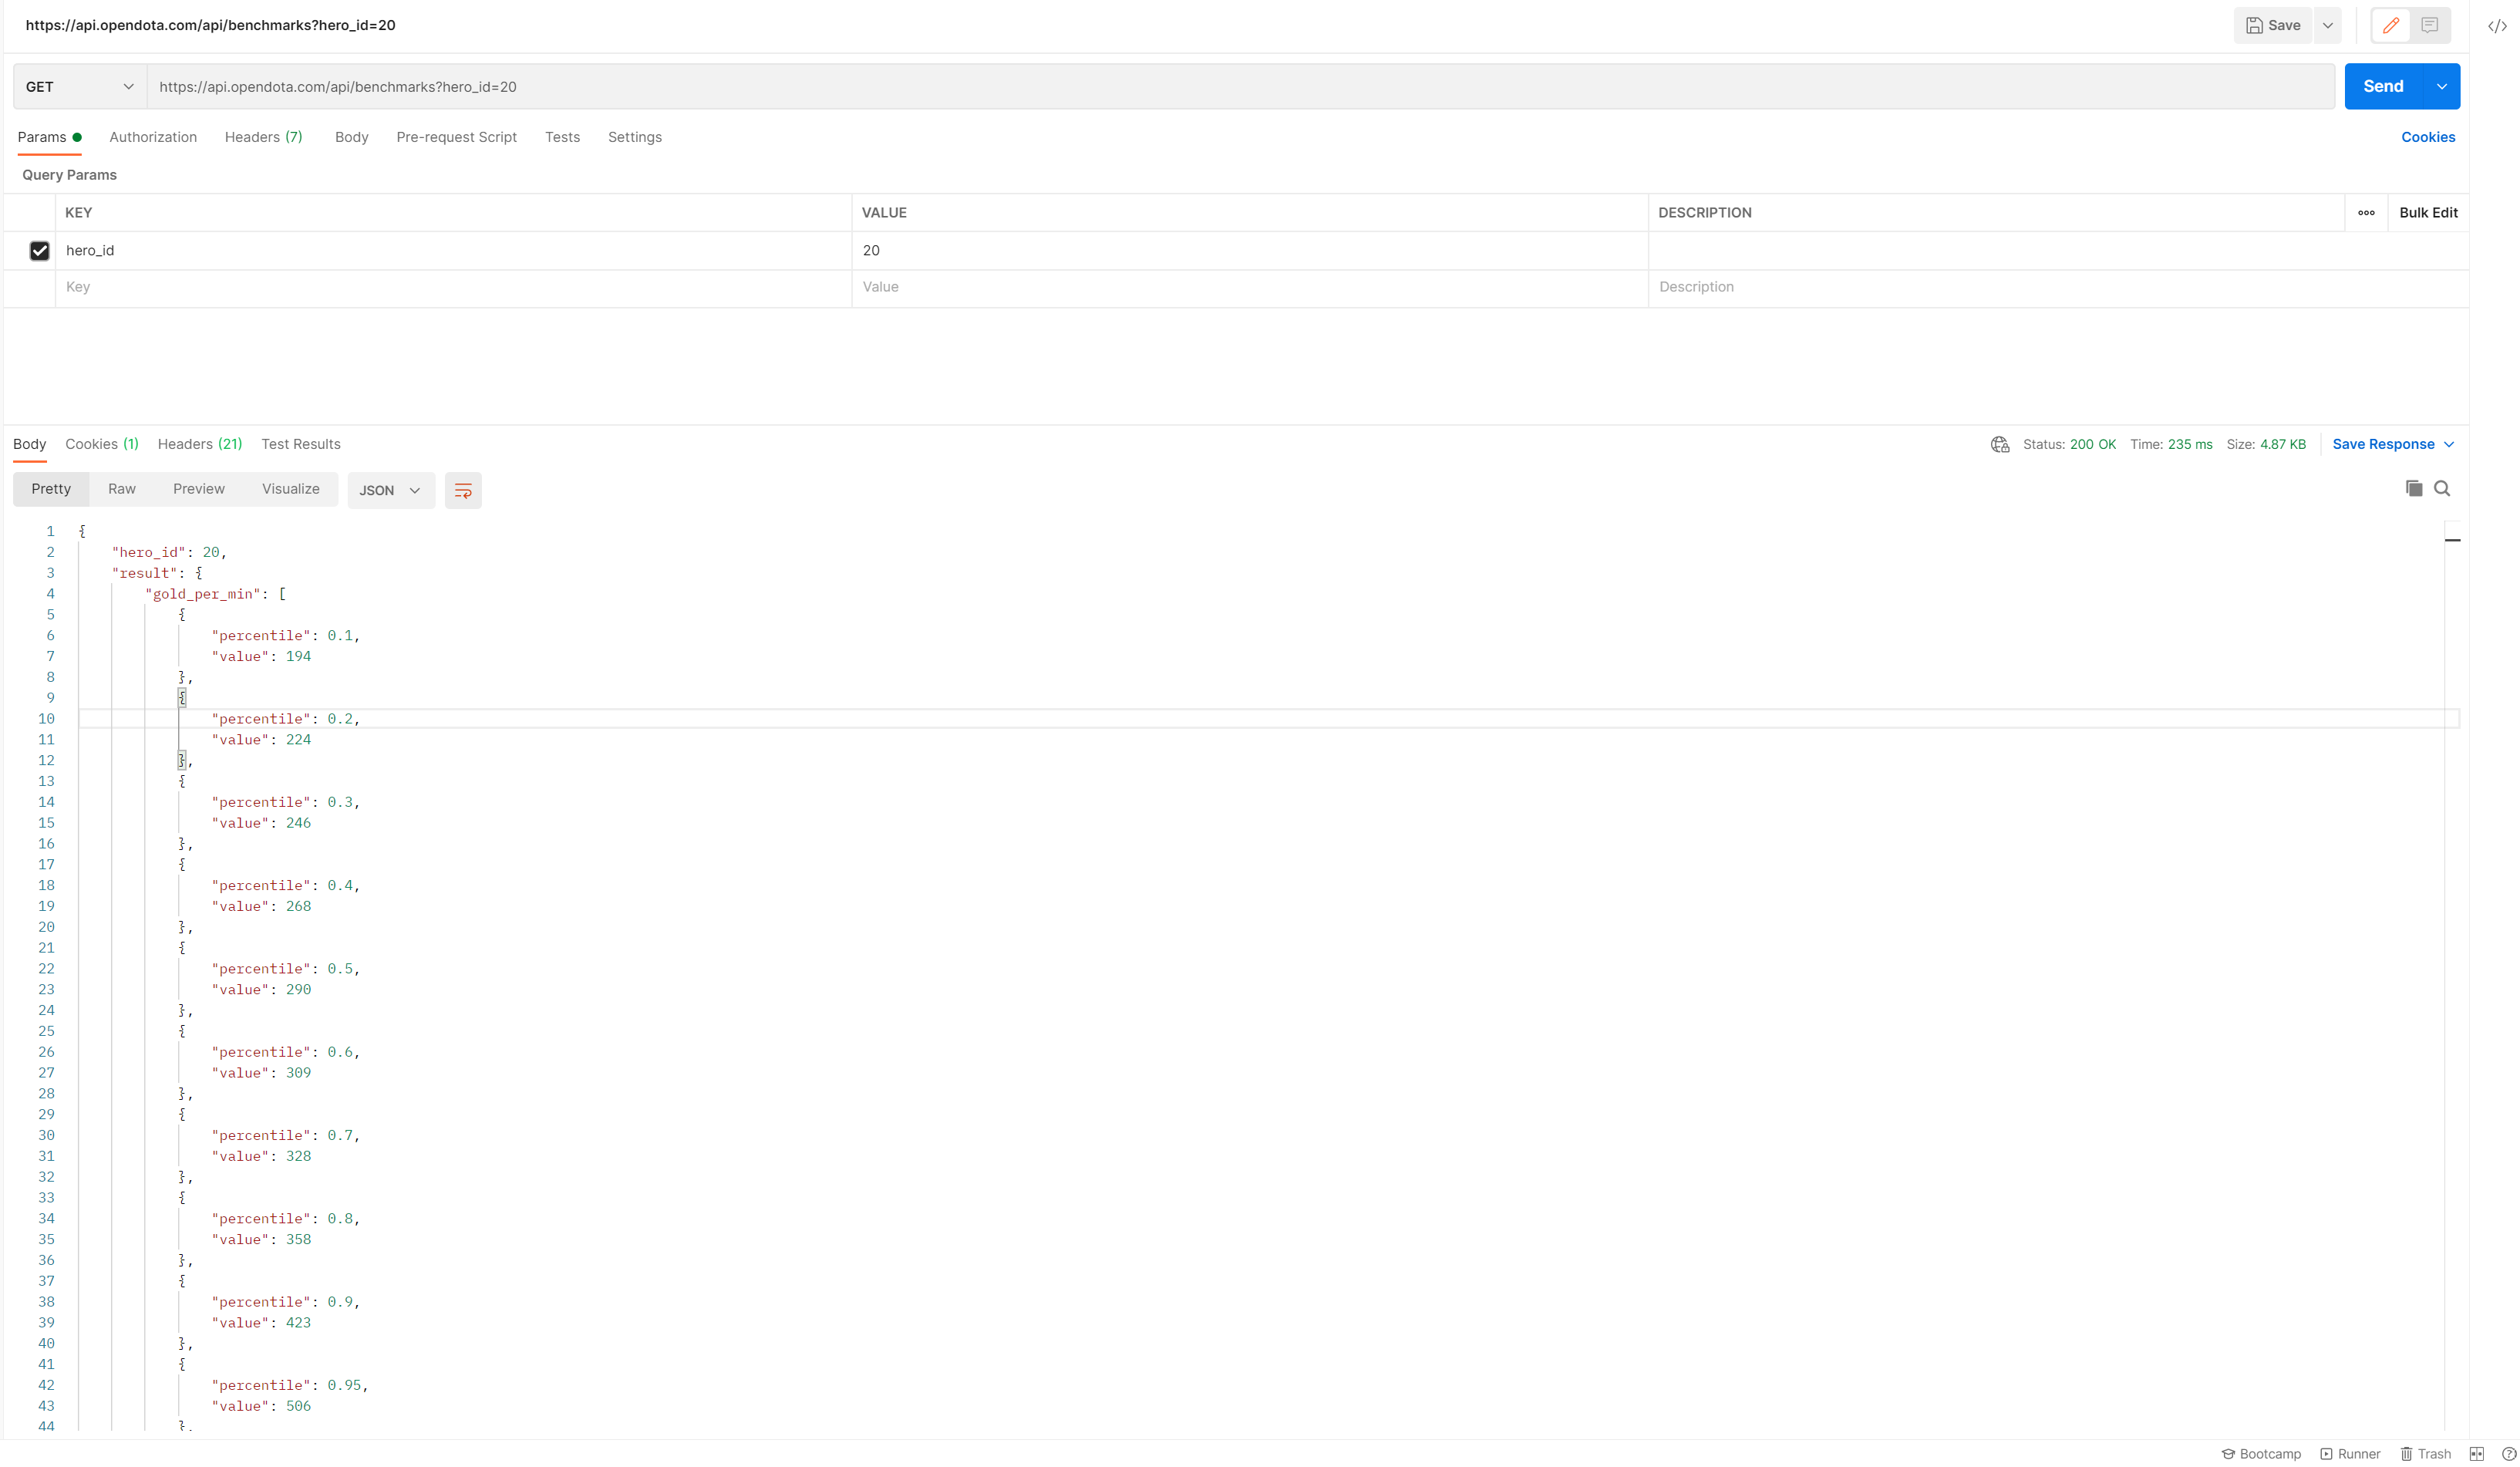 https://api.opendota.com/api/benchmarks?hero_id=20
Save
GET https://api.opendota.com/api/benchmarks?hero_id=20 Send
Params Authorization Headers (7) Body Pre-request Script Tests Settings Cookies
Query Params
KEY VALUE DESCRIPTION Bulk Edit
hero_id 20
Key Value Description
Body Cookies (1) Headers (21) Test Results Status: 200 OK Time: 235 ms Size: 4.87 KB Save Response
Pretty Raw Preview Visualize JSON
1 {
2 "hero_id": 20,
3 "result": {
4 "gold_per_min": [
5 {
6 "percentile": 0.1,
7 "value": 194
8 },
9 {
10 "percentile": 0.2,
11 "value": 224
12 },
13 {
14 "percentile": 0.3,
15 "value": 246
16 },
17 {
18 "percentile": 0.4,
19 "value": 268
20 },
21 {
22 "percentile": 0.5,
23 "value": 290
24 },
25 {
26 "percentile": 0.6,
27 "value": 309
28 },
29 {
30 "percentile": 0.7,
31 "value": 328
32 },
33 {
34 "percentile": 0.8,
35 "value": 358
36 },
37 {
38 "percentile": 0.9,
39 "value": 423
40 },
41 {
42 "percentile": 0.95,
43 "value": 506
44 },
Bootcamp Runner Trash